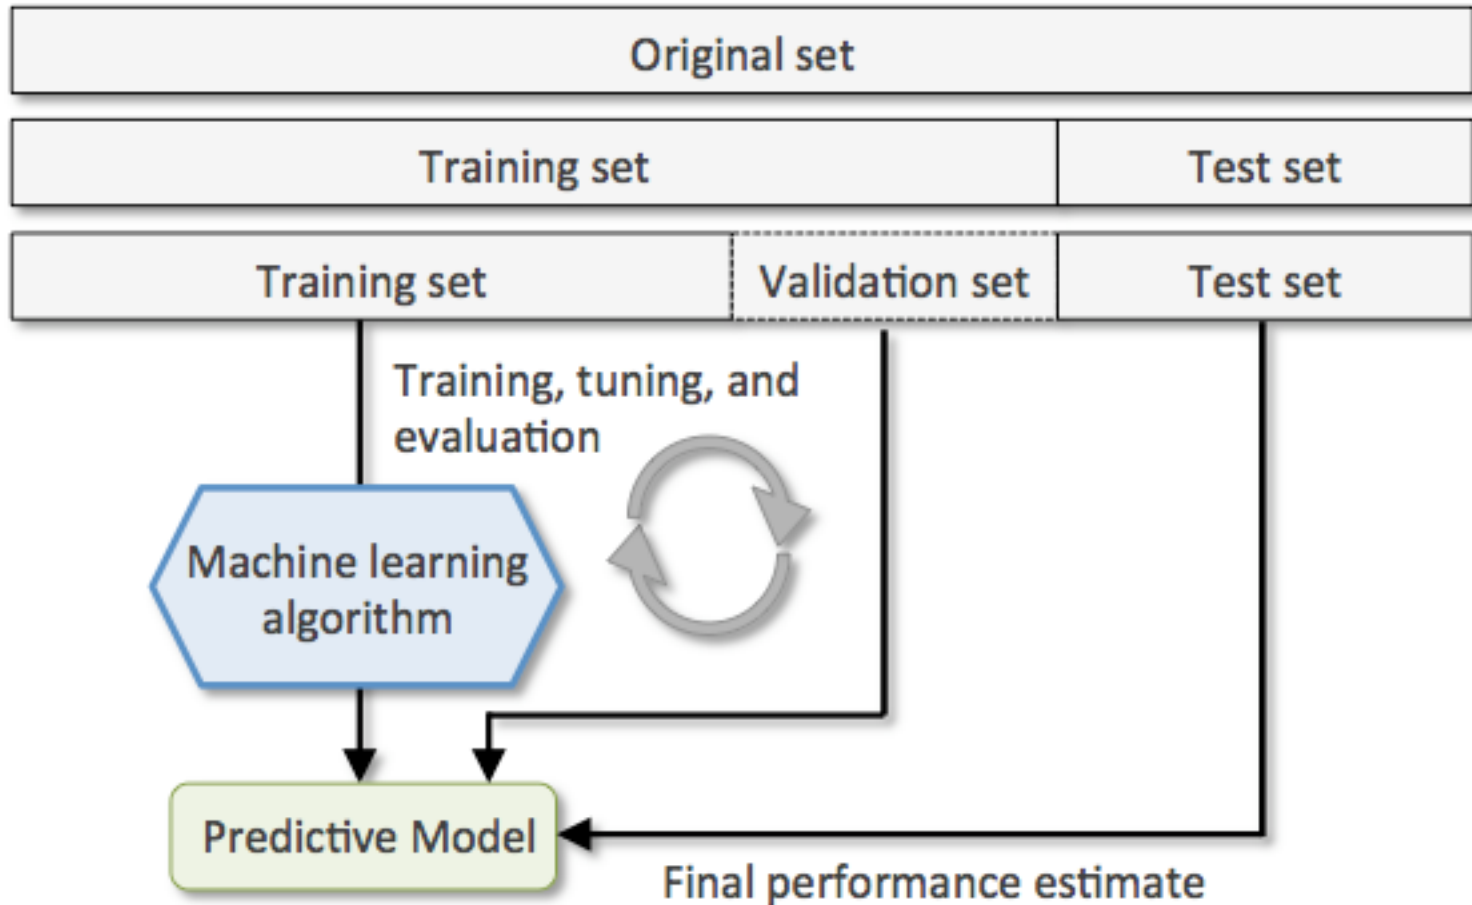 Original set
Training set
Test set
Training set
Validation set
Test set
Training, tuning, and
evaluation
Machine learning
algorithm
Predictive Model
Final performance estimate